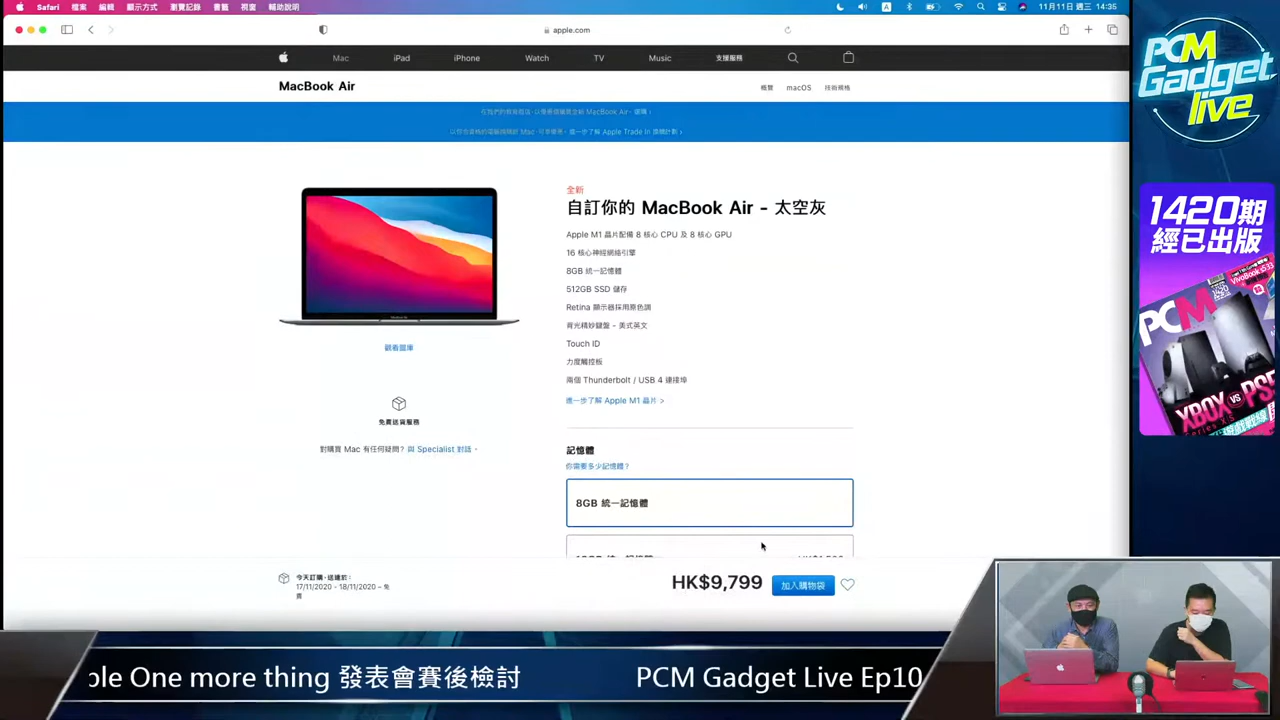 Safari 檔案 編輯 顯示方式 瀏覽記錄 書籤 視窗 輔助說明 A 11月11日 週三 14:35
apple.com
Mac iPad iPhone Watch TV Music 支援服務
MacBook Air 概覽 macOS 技術規格
全新
自訂你的 MacBook Air - 太空灰
Apple M1 晶片配備 8 核心 CPU 及 8 核心 GPU
16 核心神經網絡引擎
8GB 統一記憶體
512GB SSD 儲存
Retina 顯示器採用原色調
背光精妙鍵盤 - 美式英文
Touch ID
力度觸控板
兩個 Thunderbolt / USB 4 連接埠
進一步了解 Apple M1 晶片 >
觀看圖庫
免費送貨服務
對購買 Mac 有任何疑問？與 Specialist 對話。
記憶體
你需要多少記憶體？
8GB 統一記憶體
今天訂購，送達於：
17/11/2020 - 18/11/2020 - 免
費
HK$9,799 加入購物袋
PCM
Gadget
live
1420期
經已出版
PCM
XBOX VS PS5
Series X|S
ple One more thing 發表會賽後檢討 PCM Gadget Live Ep10